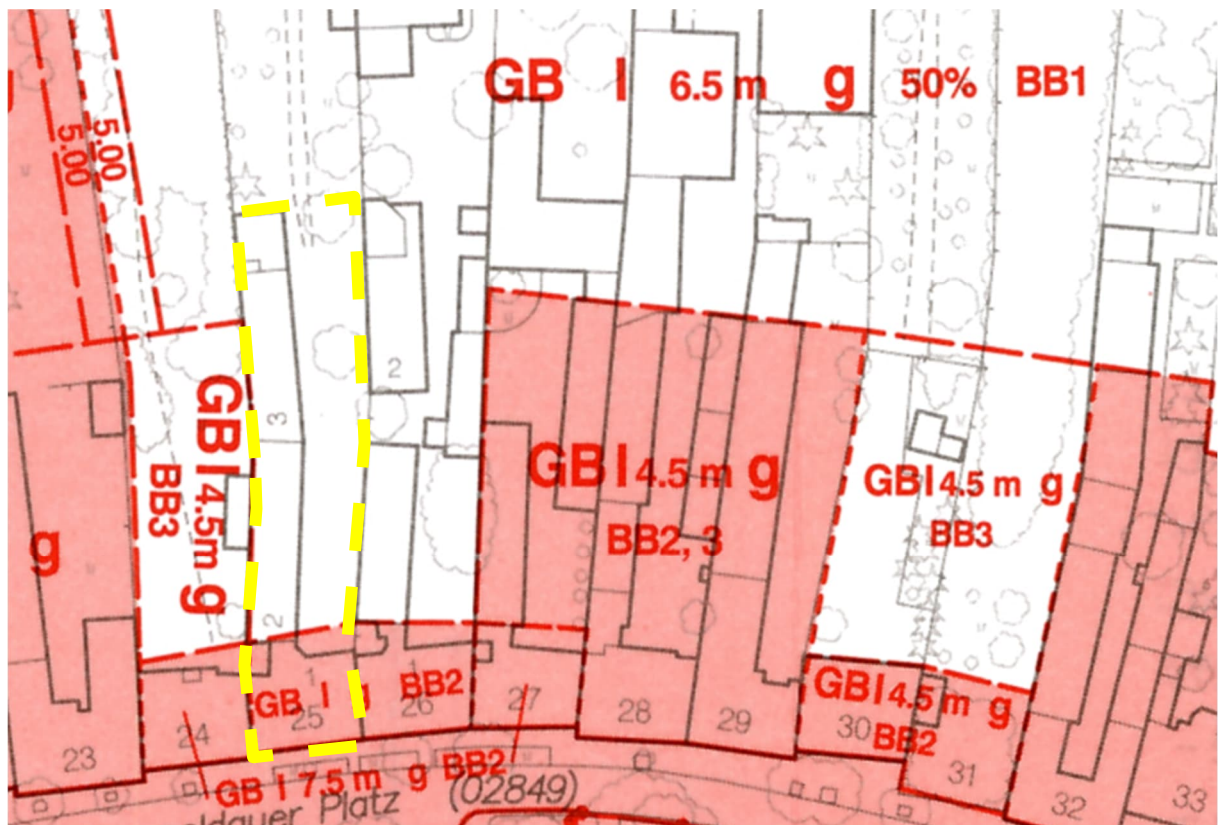 GB I 6.5 m g 50% BB1
5.00
5.00
2
GB I 4.5m g
BB3
3
GB I 4.5 m g
BB2, 3
GB I 4.5 m g
BB3
g
2
1
1
GB I g BB2
GB I 4.5 m g
BB2
23
24
25
26
27
28
29
30
31
32
33
GB I 7.5 m g BB2
ldauer Platz (02849)